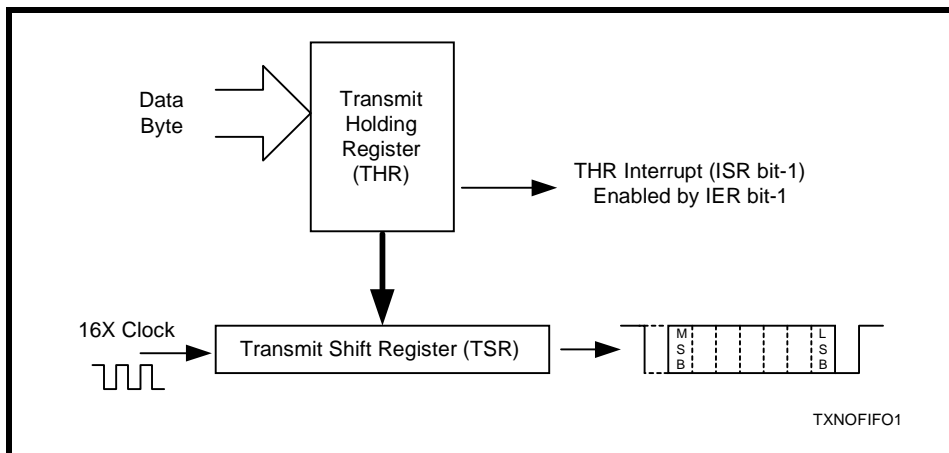 Data
Byte
Transmit
Holding
Register
(THR)
THR Interrupt (ISR bit-1)
Enabled by IER bit-1
16X Clock
Transmit Shift Register (TSR)
M
S
B
L
S
B
TXNOFIFO1